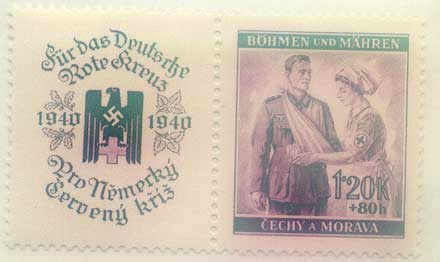 Für das Deutsche
Rote Kreuz
1940 1940
Pro Německý
červený kříž
BÖHMEN UND MÄHREN
1·20K
+80h
ČECHY A MORAVA